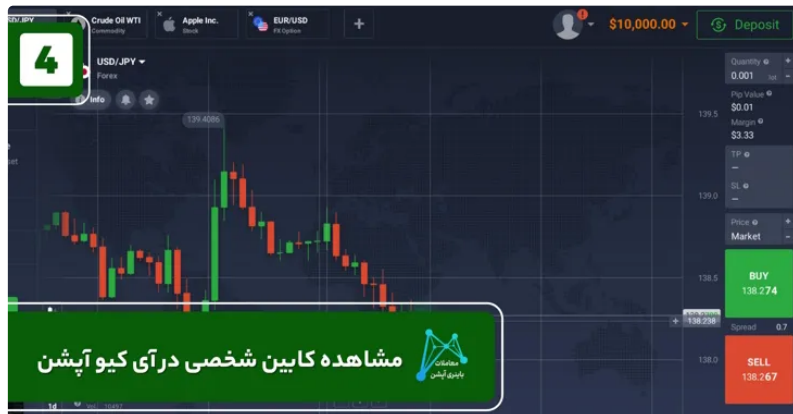 USD/JPY
Crude Oil WTI
Commodity
Apple Inc.
Stock
EUR/USD
FX Option
$10,000.00
Deposit
4
USD/JPY
Forex
Info
139.4086
139.5
139.0
138.5
138.238
138.0
Quantity
0.001 lot
Pip Value
$0.01
Margin
$3.33
TP
SL
Price
Market
BUY
138.274
Spread 0.7
SELL
138.267
مشاهده کابین شخصی در آی کیو آپشن
معاملات
باینری آپشن
1d